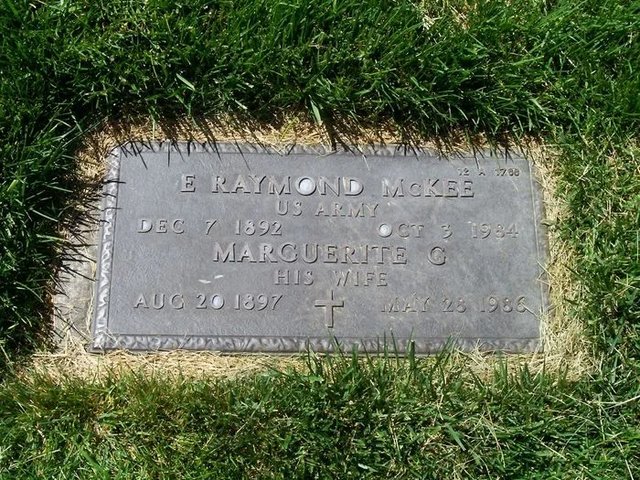 12 A 1768
E RAYMOND MCKEE
US ARMY
DEC 7 1892 OCT 3 1984
MARGUERITE G
HIS WIFE
AUG 20 1897 MAY 28 1986